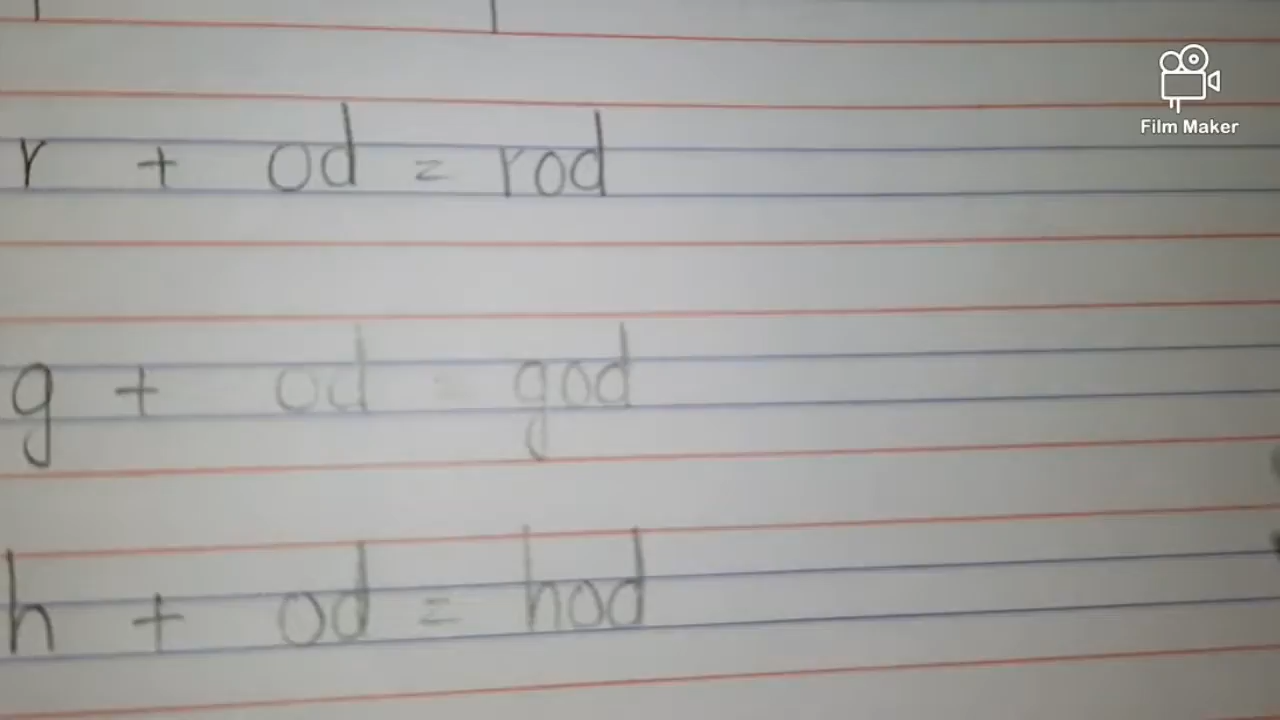 Film Maker
r + od = rod
g + od = god
h + od = hod